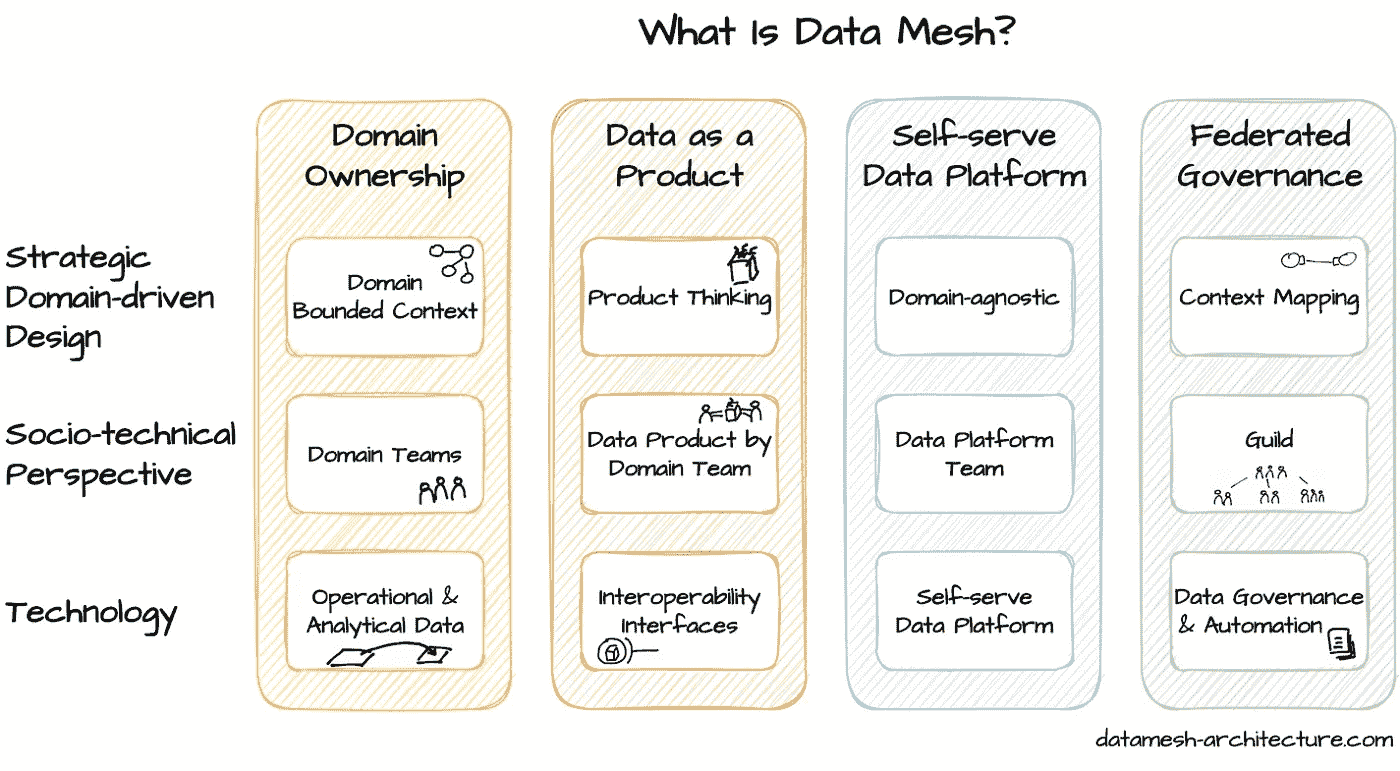 What Is Data Mesh?
Domain
Ownership
Data as a
Product
Self-serve
Data Platform
Federated
Governance
Strategic
Domain-driven
Design
Domain
Bounded Context
Product Thinking
Domain-agnostic
Context Mapping
Socio-technical
Perspective
Domain Teams
Data Product by
Domain Team
Data Platform
Team
Guild
Technology
Operational &
Analytical Data
Interoperability
Interfaces
Self-serve
Data Platform
Data Governance
& Automation
datamesh-architecture.com